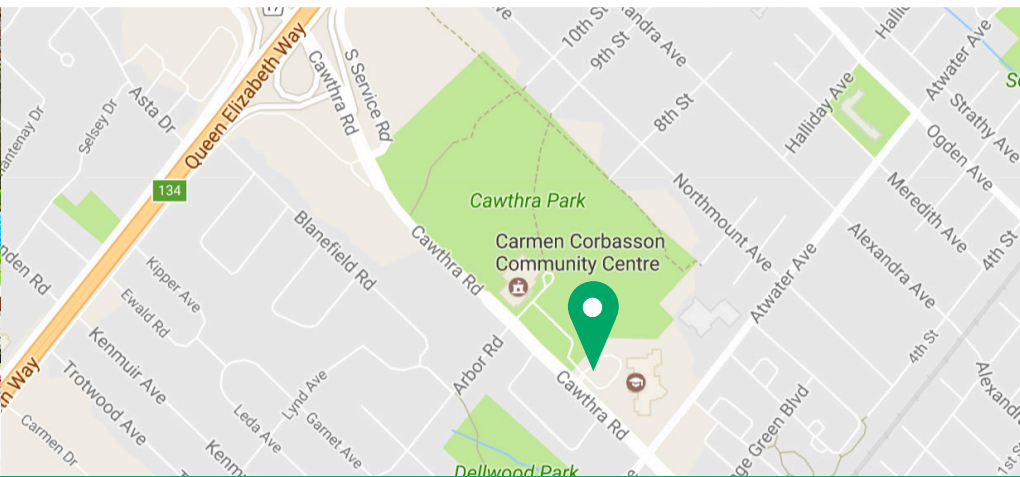 10th St
9th St
8th St
Halliday Ave
Atwater Ave
Strathy Ave
Ogden Ave
Meredith Ave
Alexandra Ave
4th St
Queen Elizabeth Way
Cawthra Rd
S Service Rd
Asta Dr
Selsey Dr
134
Cawthra Park
Northmount Ave
Carmen Corbasson
Community Centre
Cawthra Rd
Blanefield Rd
Kipper Ave
Ewald Rd
Kenmuir Ave
Trotwood Ave
Carmen Dr
Leda Ave
Lynd Ave
Garnet Ave
Arbor Rd
Cawthra Rd
Atwater Ave
4th St
Dellwood Park